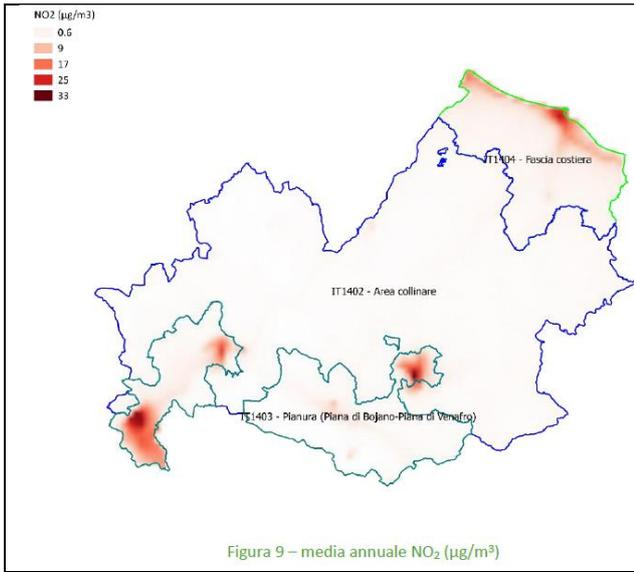 NO2 (µg/m3)
0.6
9
17
25
33
IT1404 - Fascia costiera
IT1402 - Area collinare
IT1403 - Pianura (Piana di Bojano-Piana di Venafro)
Figura 9 – media annuale NO₂ (µg/m³)